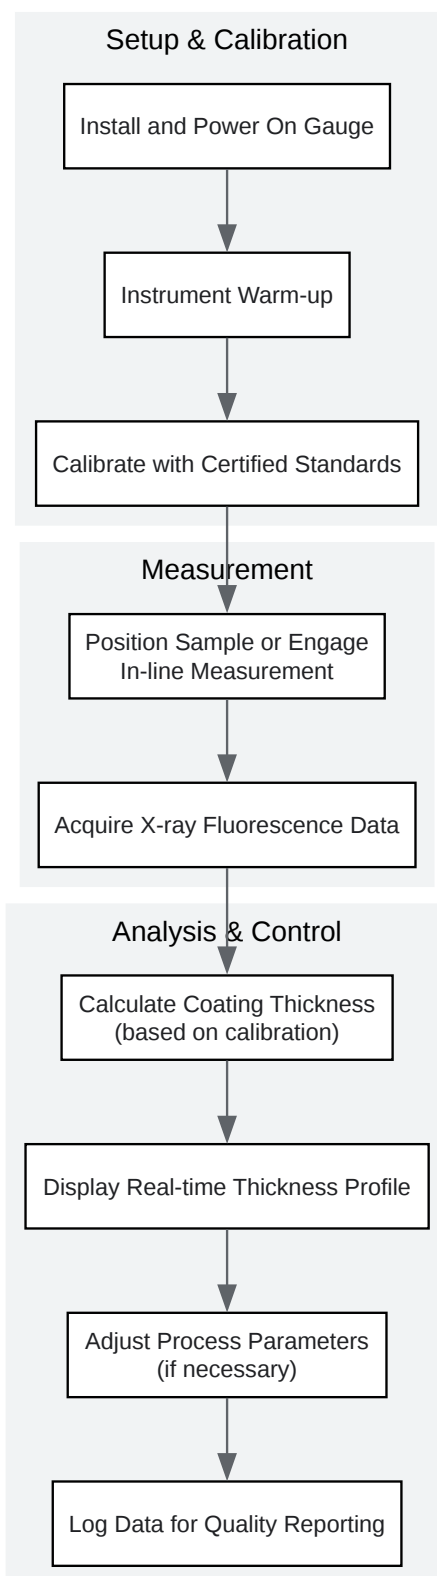 Setup & Calibration
Install and Power On Gauge
Instrument Warm-up
Calibrate with Certified Standards
Measurement
Position Sample or Engage
In-line Measurement
Acquire X-ray Fluorescence Data
Analysis & Control
Calculate Coating Thickness
(based on calibration)
Display Real-time Thickness Profile
Adjust Process Parameters
(if necessary)
Log Data for Quality Reporting